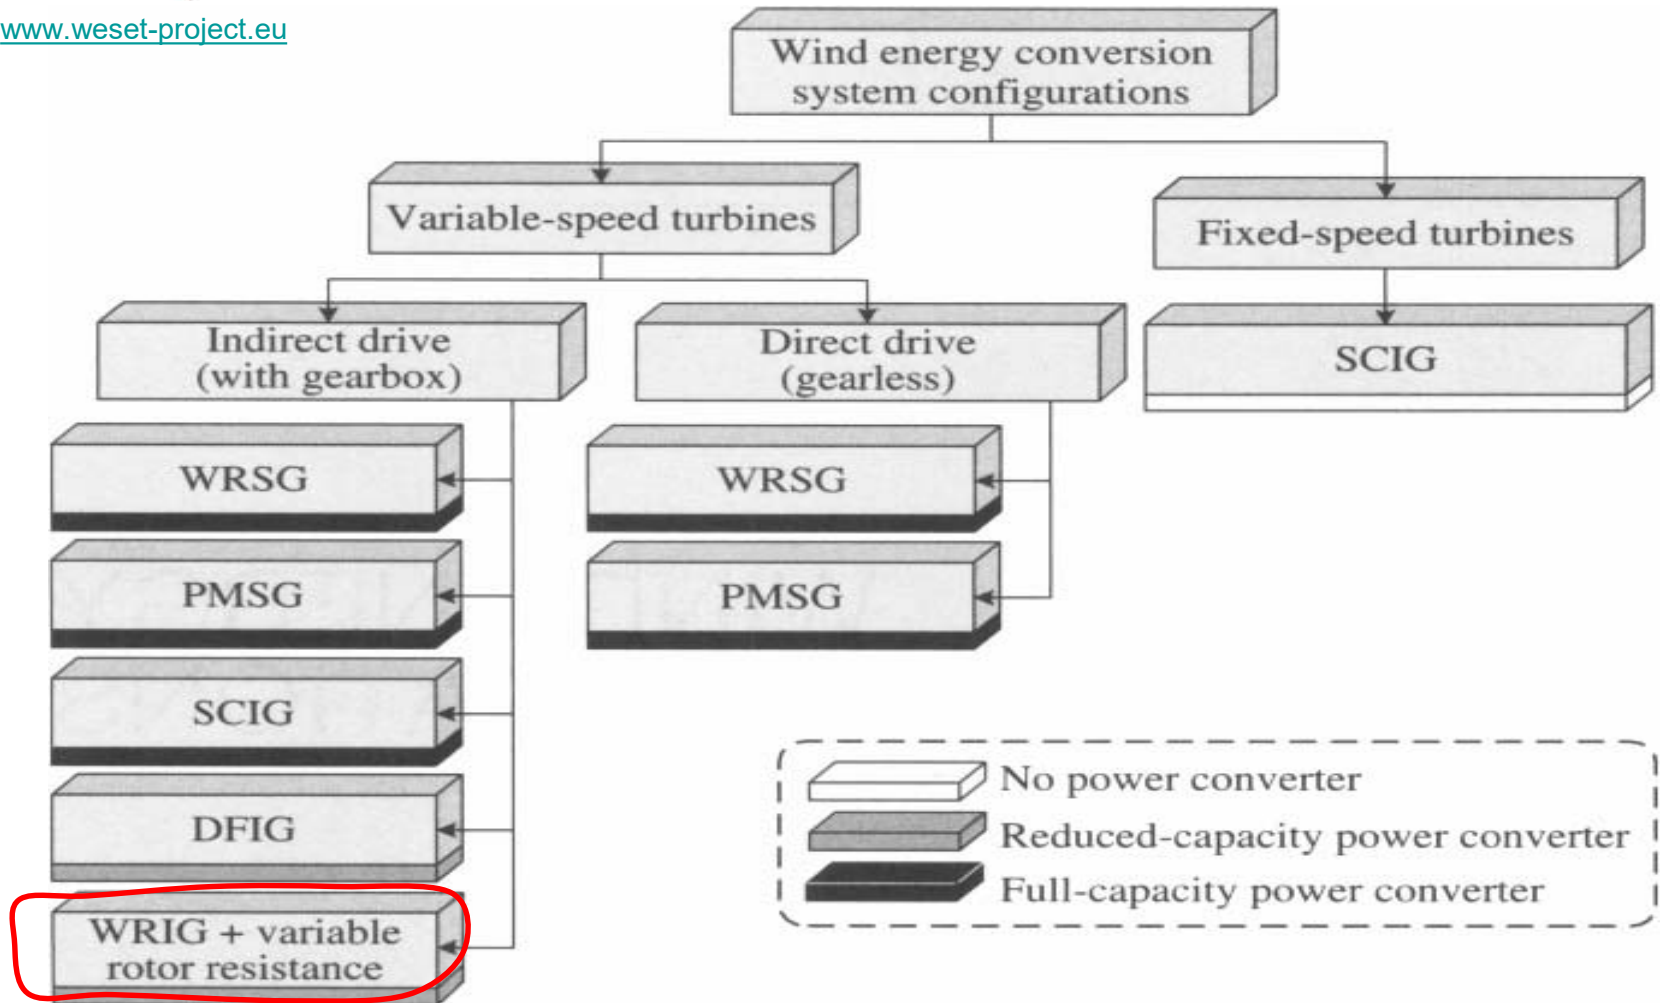 www.weset-project.eu
Wind energy conversion
system configurations
Variable-speed turbines
Fixed-speed turbines
Indirect drive
(with gearbox)
Direct drive
(gearless)
SCIG
WRSG
WRSG
PMSG
PMSG
SCIG
DFIG
WRIG + variable
rotor resistance
No power converter
Reduced-capacity power converter
Full-capacity power converter